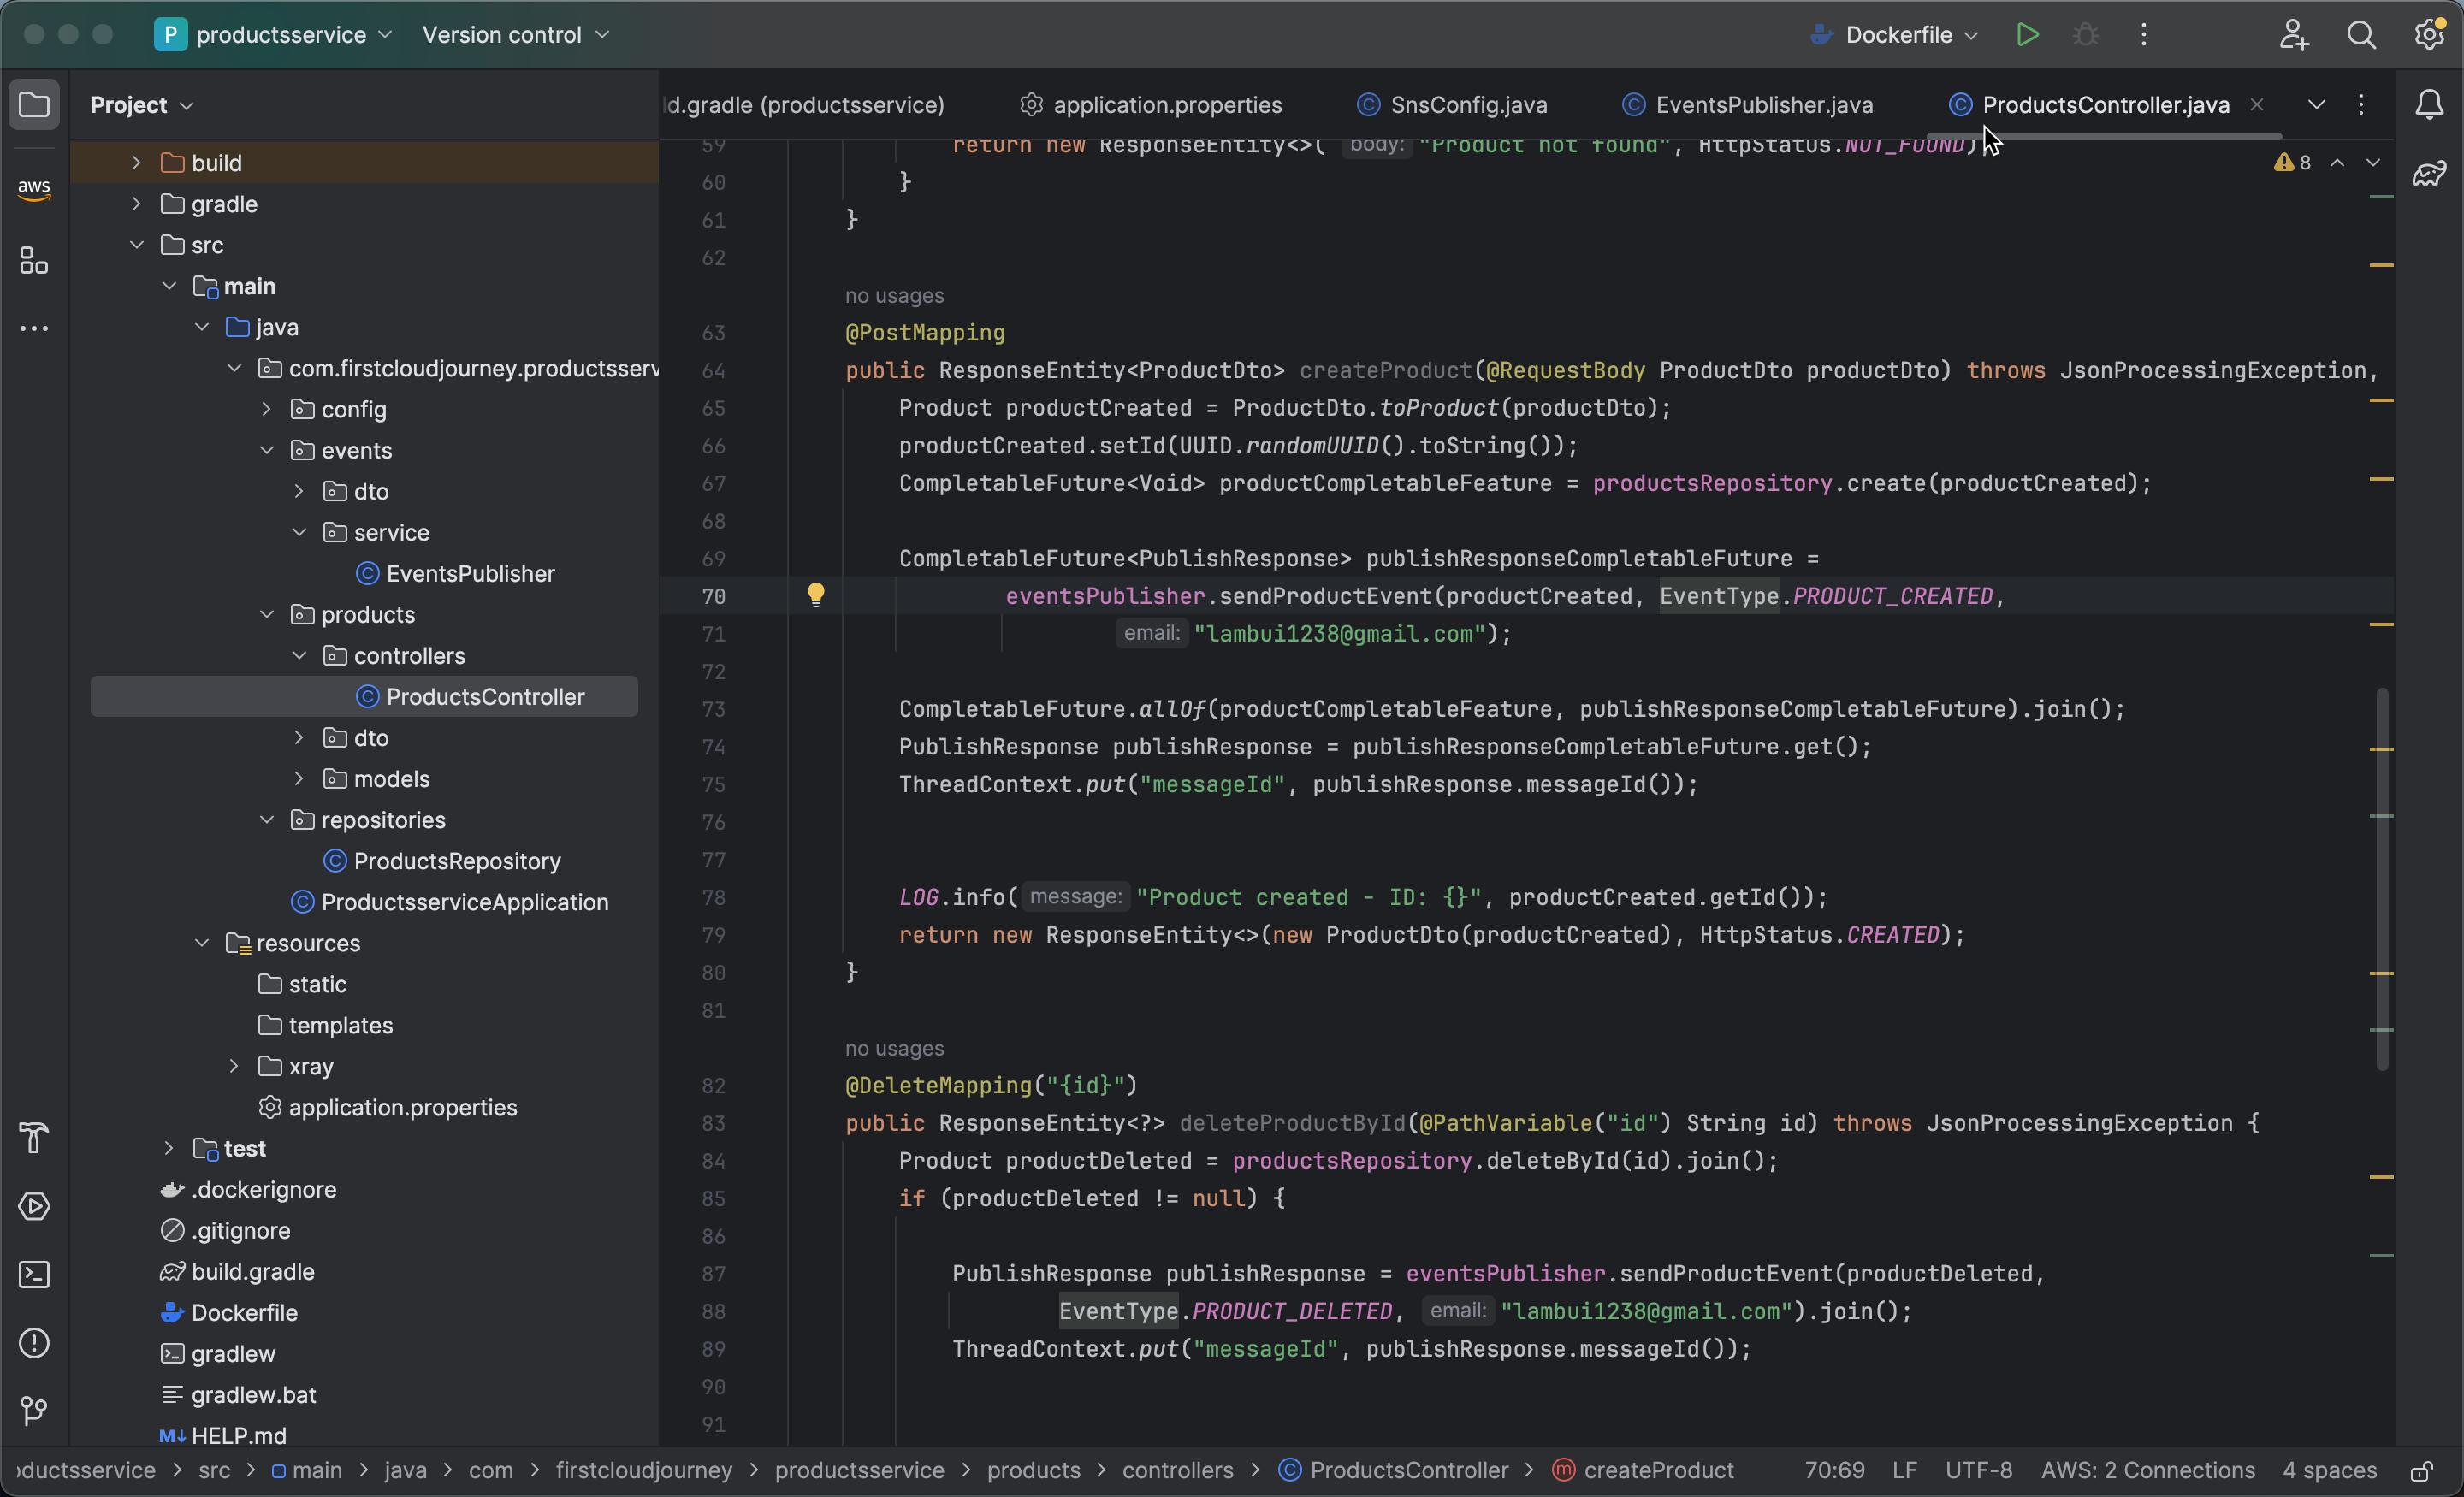 P productsservice Version control Dockerfile
Project
d.gradle (productsservice) application.properties SnsConfig.java EventsPublisher.java ProductsController.java
aws
build
gradle
src
main
java
com.firstcloudjourney.productsserv
config
events
dto
service
EventsPublisher
products
controllers
ProductsController
dto
models
repositories
ProductsRepository
ProductsserviceApplication
resources
static
templates
xray
application.properties
test
.dockerignore
.gitignore
build.gradle
Dockerfile
gradlew
gradlew.bat
M↓ HELP.md
8
59 return new ResponseEntity<>( body: "Product not found", HttpStatus.NOT_FOUND)
60 }
61 }
62
no usages
63 @PostMapping
64 public ResponseEntity<ProductDto> createProduct(@RequestBody ProductDto productDto) throws JsonProcessingException,
65 Product productCreated = ProductDto.toProduct(productDto);
66 productCreated.setId(UUID.randomUUID().toString());
67 CompletableFuture<Void> productCompletableFeature = productsRepository.create(productCreated);
68
69 CompletableFuture<PublishResponse> publishResponseCompletableFuture =
70 eventsPublisher.sendProductEvent(productCreated, EventType.PRODUCT_CREATED,
71 email: "lambui1238@gmail.com");
72
73 CompletableFuture.allOf(productCompletableFeature, publishResponseCompletableFuture).join();
74 PublishResponse publishResponse = publishResponseCompletableFuture.get();
75 ThreadContext.put("messageId", publishResponse.messageId());
76
77
78 LOG.info( message: "Product created - ID: {}", productCreated.getId());
79 return new ResponseEntity<>(new ProductDto(productCreated), HttpStatus.CREATED);
80 }
81
no usages
82 @DeleteMapping("{id}")
83 public ResponseEntity<?> deleteProductById(@PathVariable("id") String id) throws JsonProcessingException {
84 Product productDeleted = productsRepository.deleteById(id).join();
85 if (productDeleted != null) {
86
87 PublishResponse publishResponse = eventsPublisher.sendProductEvent(productDeleted,
88 EventType.PRODUCT_DELETED, email: "lambui1238@gmail.com").join();
89 ThreadContext.put("messageId", publishResponse.messageId());
90
91
oductsservice > src > main > java > com > firstcloudjourney > productsservice > products > controllers > ProductsController > createProduct 70:69 LF UTF-8 AWS: 2 Connections 4 spaces